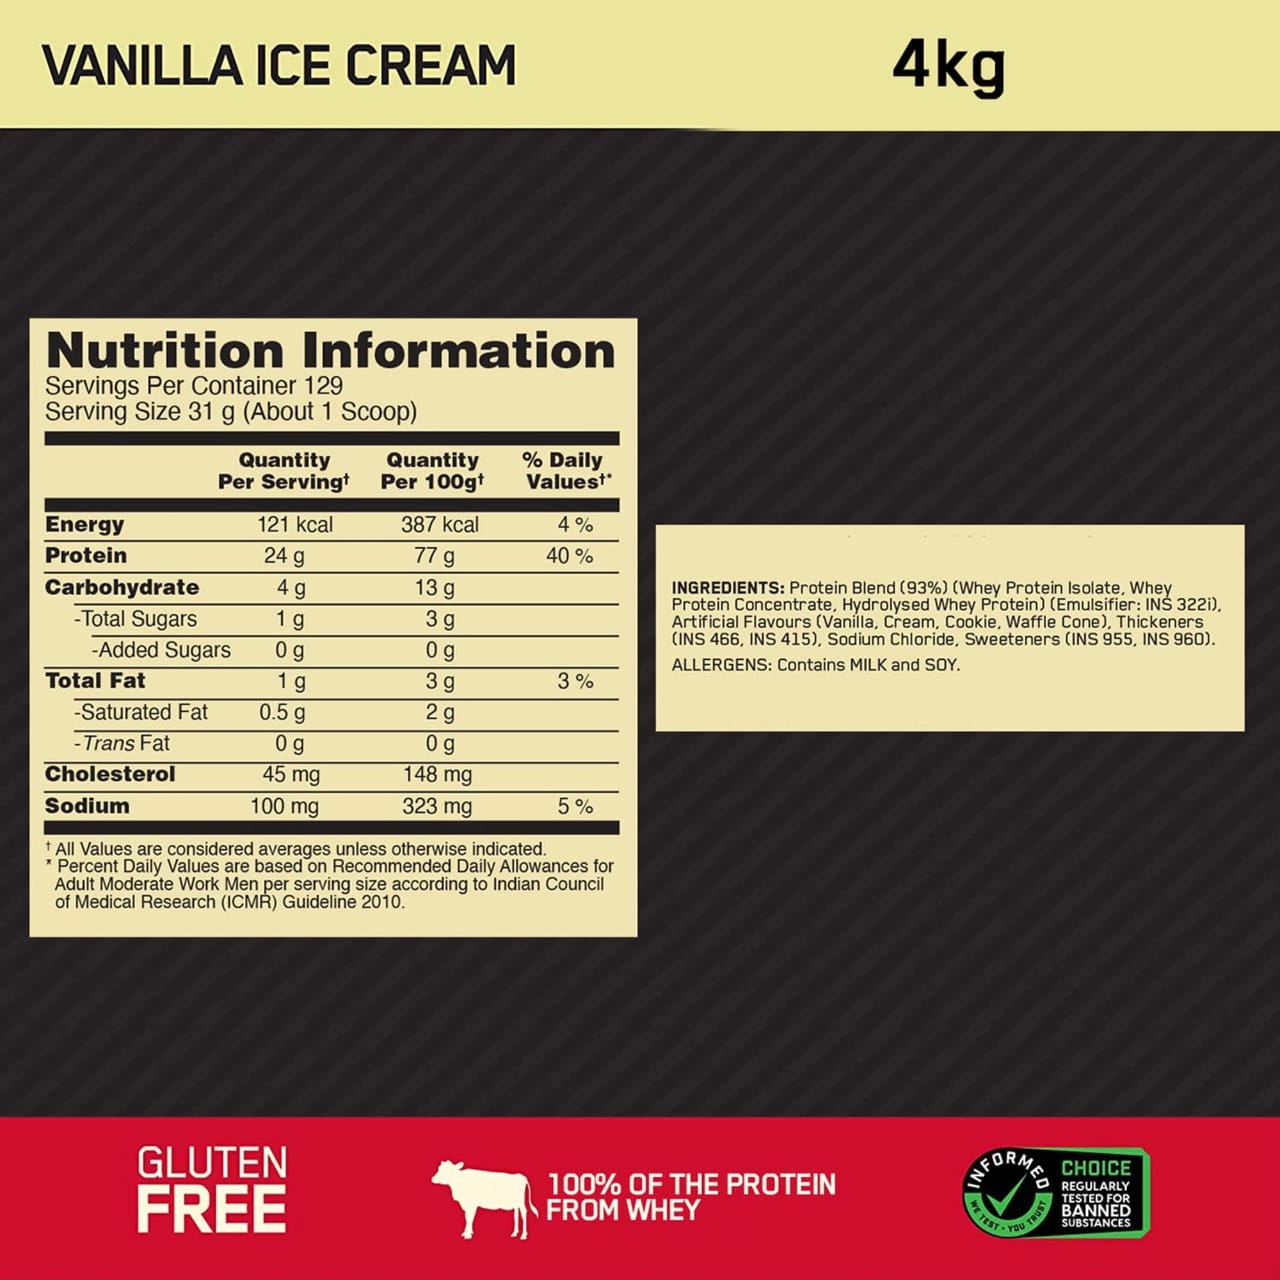 VANILLA ICE CREAM
4kg
Nutrition Information
Servings Per Container 129
Serving Size 31 g (About 1 Scoop)
Quantity Per Serving† Quantity Per 100g† % Daily Values†*
Energy 121 kcal 387 kcal 4 %
Protein 24 g 77 g 40 %
Carbohydrate 4 g 13 g
-Total Sugars 1 g 3 g
-Added Sugars 0 g 0 g
Total Fat 1 g 3 g 3 %
-Saturated Fat 0.5 g 2 g
-Trans Fat 0 g 0 g
Cholesterol 45 mg 148 mg
Sodium 100 mg 323 mg 5 %
† All Values are considered averages unless otherwise indicated.
* Percent Daily Values are based on Recommended Daily Allowances for
Adult Moderate Work Men per serving size according to Indian Council
of Medical Research (ICMR) Guideline 2010.
INGREDIENTS: Protein Blend (93%) (Whey Protein Isolate, Whey
Protein Concentrate, Hydrolysed Whey Protein) (Emulsifier: INS 322i),
Artificial Flavours (Vanilla, Cream, Cookie, Waffle Cone), Thickeners
(INS 466, INS 415), Sodium Chloride, Sweeteners (INS 955, INS 960).
ALLERGENS: Contains MILK and SOY.
GLUTEN
FREE
100% OF THE PROTEIN
FROM WHEY
INFORMED
WE TEST · YOU TRUST
CHOICE
REGULARLY
TESTED FOR
BANNED
SUBSTANCES